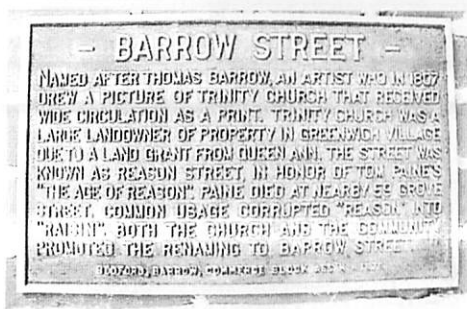 - BARROW STREET -
NAMED AFTER THOMAS BARROW, AN ARTIST WHO IN 1807
DREW A PICTURE OF TRINITY CHURCH THAT RECEIVED
WIDE CIRCULATION AS A PRINT. TRINITY CHURCH WAS A
LARGE LANDOWNER OF PROPERTY IN GREENWICH VILLAGE
DUE TO A LAND GRANT FROM QUEEN ANN. THE STREET WAS
KNOWN AS REASON STREET, IN HONOR OF TOM PAINE'S
"THE AGE OF REASON". PAINE DIED AT NEARBY 59 GROVE
STREET. COMMON USAGE CORRUPTED "REASON" INTO
"RAISIN". BOTH THE CHURCH AND THE COMMUNITY
PROMOTED THE RENAMING TO BARROW STREET
BEDFORD, BARROW, COMMERCE BLOCK